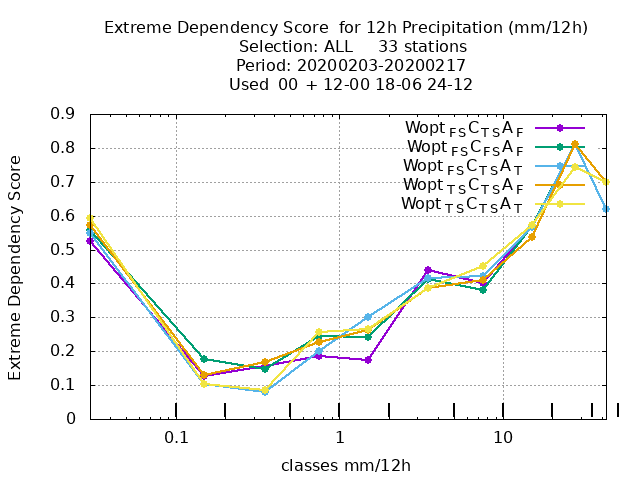 Extreme Dependency Score  for 12h Precipitation (mm/12h)
Selection: ALL     33 stations
Period: 20200203-20200217
Used  00  + 12-00 18-06 24-12
Extreme Dependency Score
0.9
0.8
0.7
0.6
0.5
0.4
0.3
0.2
0.1
0
Wopt FS C TS A F
Wopt FS C FS A F
Wopt FS C TS A T
Wopt TS C TS A F
Wopt TS C TS A T
0.1
1
10
classes mm/12h